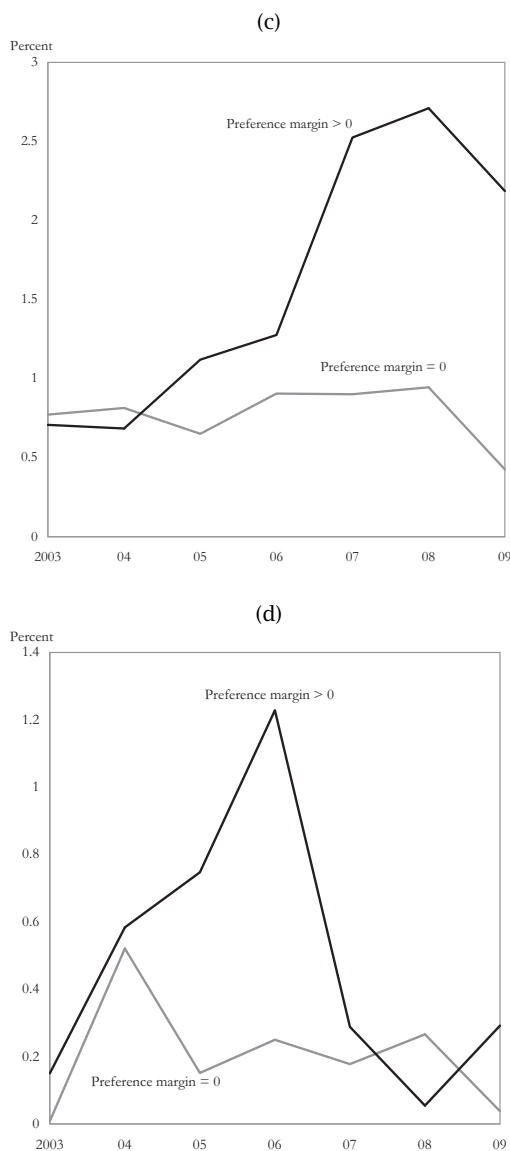 (c)
Percent
3
Preference margin > 0
2.5
2
1.5
Preference margin = 0
1
0.5
0
2003 04 05 06 07 08 09
(d)
Percent
1.4
Preference margin > 0
1.2
1
0.8
0.6
0.4
0.2
Preference margin = 0
0
2003 04 05 06 07 08 09